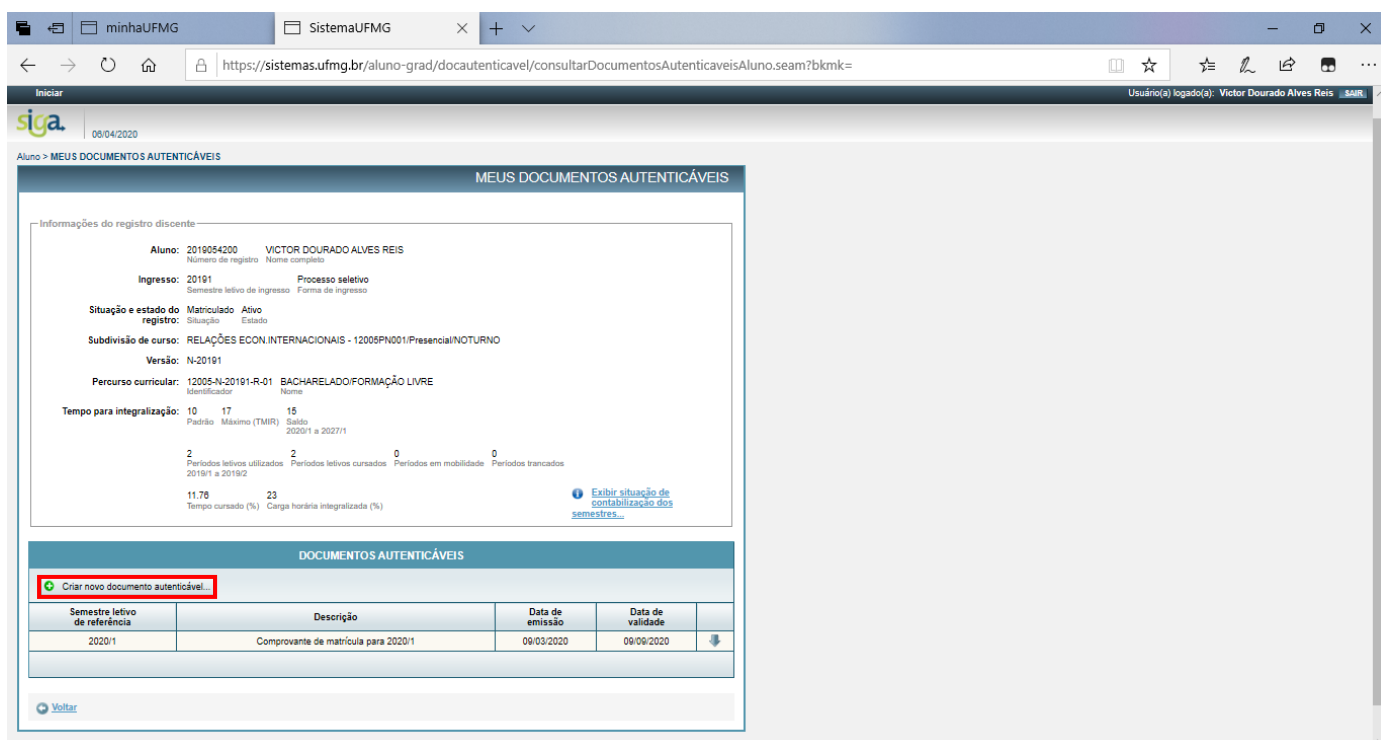 minhaUFMG SistemaUFMG
https://sistemas.ufmg.br/aluno-grad/docautenticavel/consultarDocumentosAutenticaveisAluno.seam?bkmk=
Iniciar Usuário(a) logado(a): Victor Dourado Alves Reis SAIR
siga. 06/04/2020
Aluno > MEUS DOCUMENTOS AUTENTICÁVEIS
MEUS DOCUMENTOS AUTENTICÁVEIS
Informações do registro discente
Aluno: 2019054200 VICTOR DOURADO ALVES REIS
Número de registro Nome completo
Ingresso: 20191 Processo seletivo
Semestre letivo de ingresso Forma de ingresso
Situação e estado do registro: Matriculado Ativo
Situação Estado
Subdivisão de curso: RELAÇÕES ECON.INTERNACIONAIS - 12005PN001/Presencial/NOTURNO
Versão: N-20191
Percurso curricular: 12005-N-20191-R-01 BACHARELADO/FORMAÇÃO LIVRE
Identificador Nome
Tempo para integralização: 10 17 15
Padrão Máximo (TMIR) Saldo
2020/1 a 2027/1
2 2 0 0
Períodos letivos utilizados Períodos letivos cursados Períodos em mobilidade Períodos trancados
2019/1 a 2019/2
11.76 23
Tempo cursado (%) Carga horária integralizada (%)
Exibir situação de
contabilização dos
semestres...
DOCUMENTOS AUTENTICÁVEIS
Criar novo documento autenticável...
Semestre letivo de referência Descrição Data de emissão Data de validade
2020/1 Comprovante de matrícula para 2020/1 09/03/2020 09/09/2020
Voltar